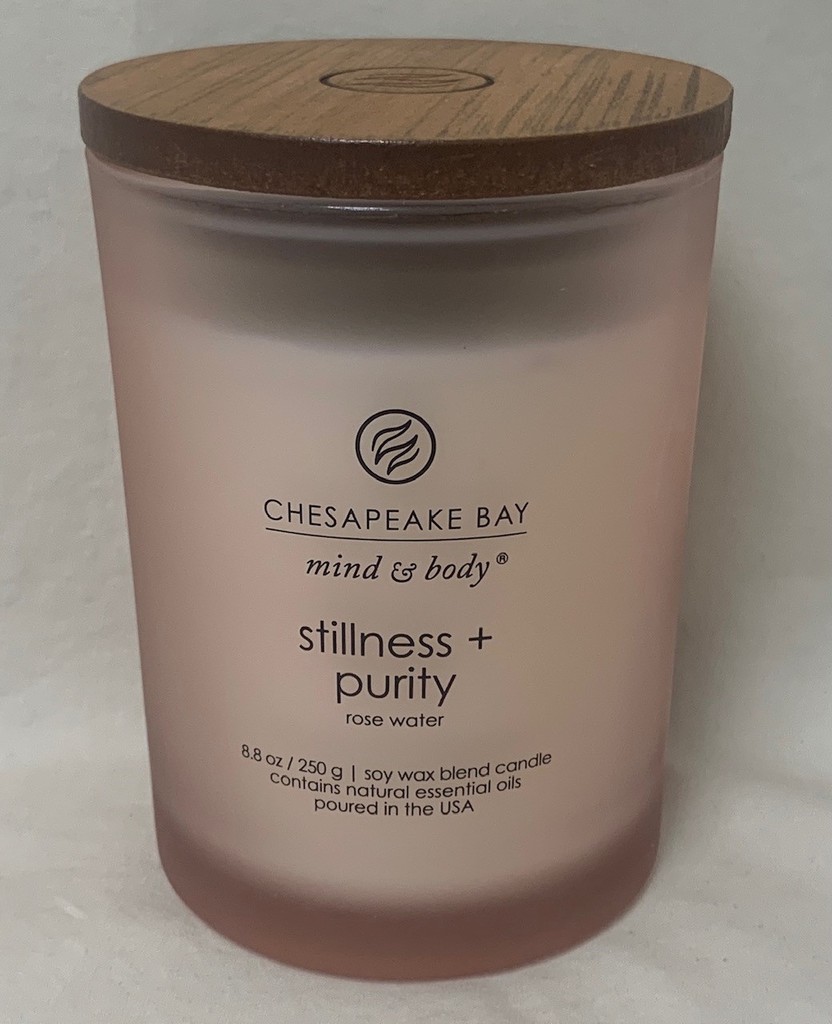 CHESAPEAKE BAY
mind & body®
stillness +
purity
rose water
8.8 oz / 250 g | soy wax blend candle
contains natural essential oils
poured in the USA